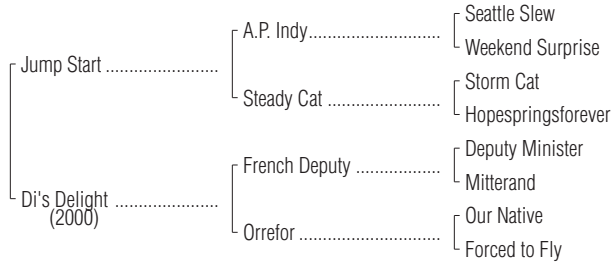 Seattle Slew
A.P. Indy........................................
Weekend Surprise
Jump Start ...............................
Storm Cat
Steady Cat ...................................
Hopespringsforever
Deputy Minister
French Deputy .........................
Mitterand
Di's Delight ............................
(2000)
Our Native
Orrefor ...........................................
Forced to Fly